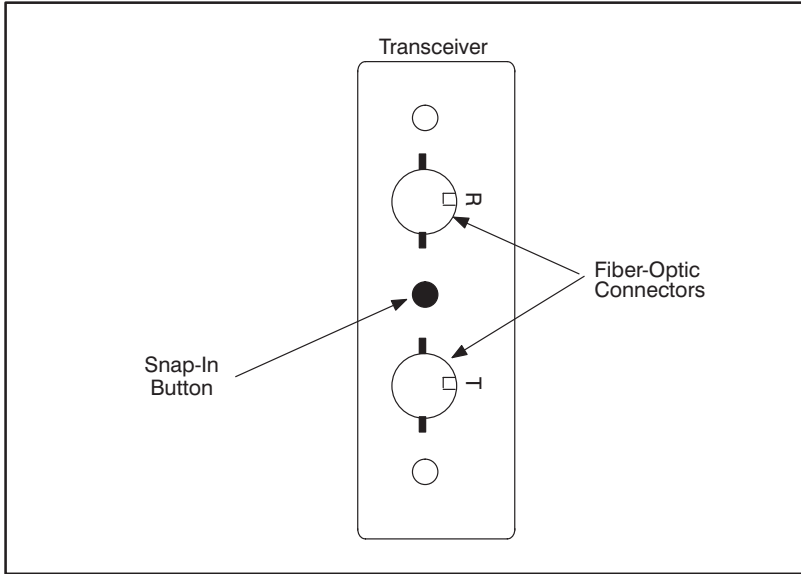 Transceiver
R
Fiber-Optic
Connectors
Snap-In
Button
T